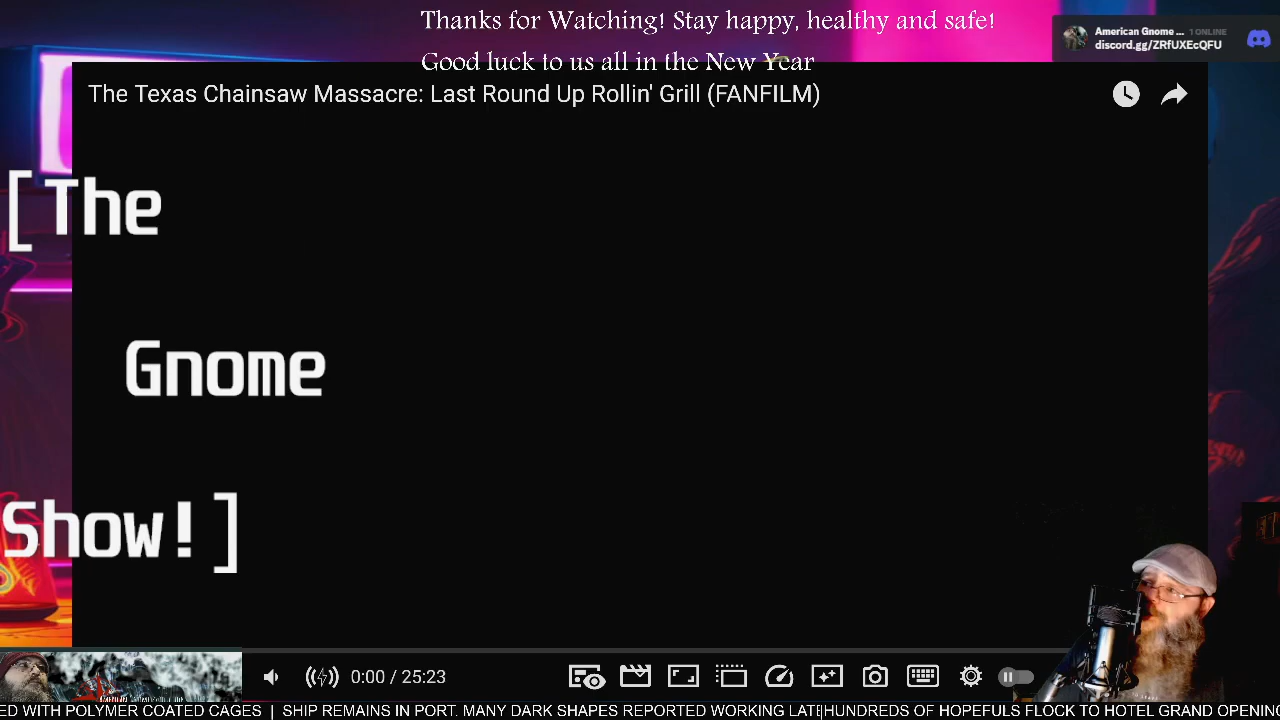 Thanks for Watching! Stay happy, healthy and safe!
Good luck to us all in the New Year
American Gnome ... 1 ONLINE
discord.gg/ZRfUXEcQFU
The Texas Chainsaw Massacre: Last Round Up Rollin' Grill (FANFILM)
[The
Gnome
Show!]
0:00 / 25:23
ED WITH POLYMER COATED CAGES | SHIP REMAINS IN PORT. MANY DARK SHAPES REPORTED WORKING LATE HUNDREDS OF HOPEFULS FLOCK TO HOTEL GRAND OPENING